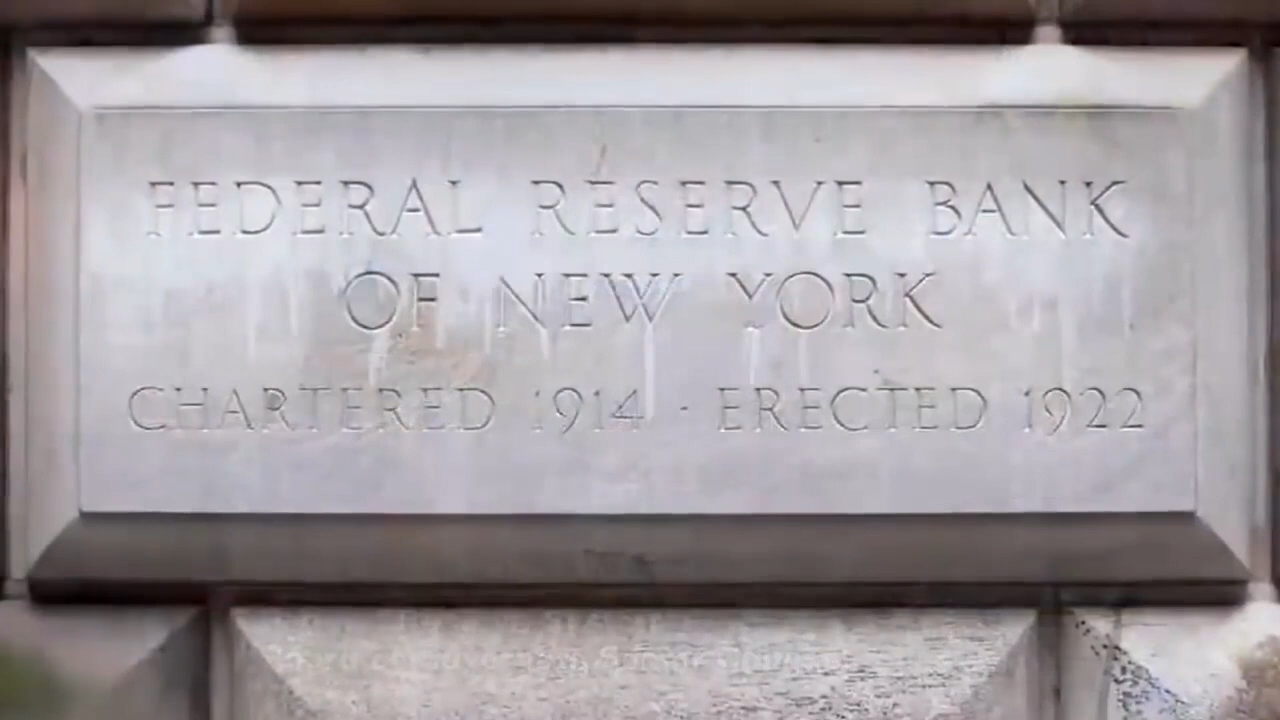 FEDERAL RESERVE BANK
OF NEW YORK
CHARTERED 1914 · ERECTED 1922